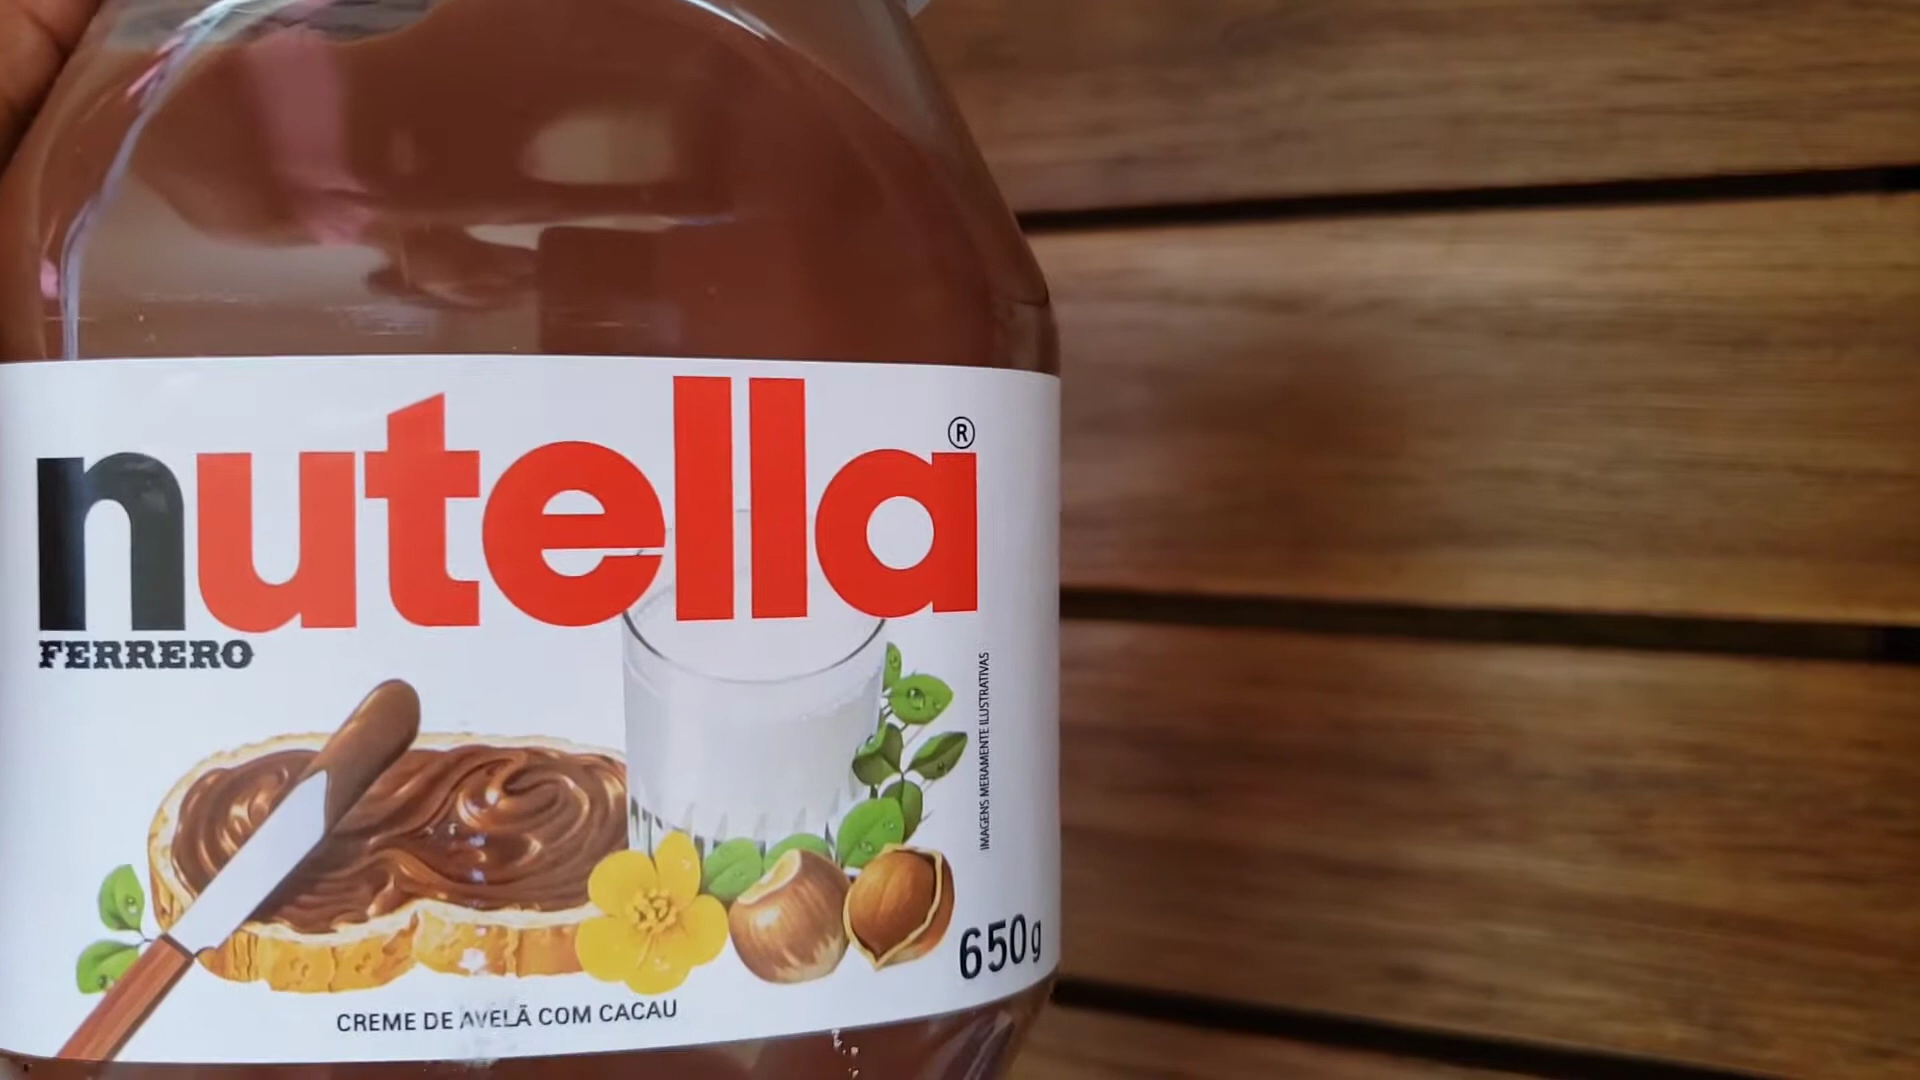 nutella®
FERRERO
IMAGENS MERAMENTE ILUSTRATIVAS
650g
CREME DE AVELÃ COM CACAU